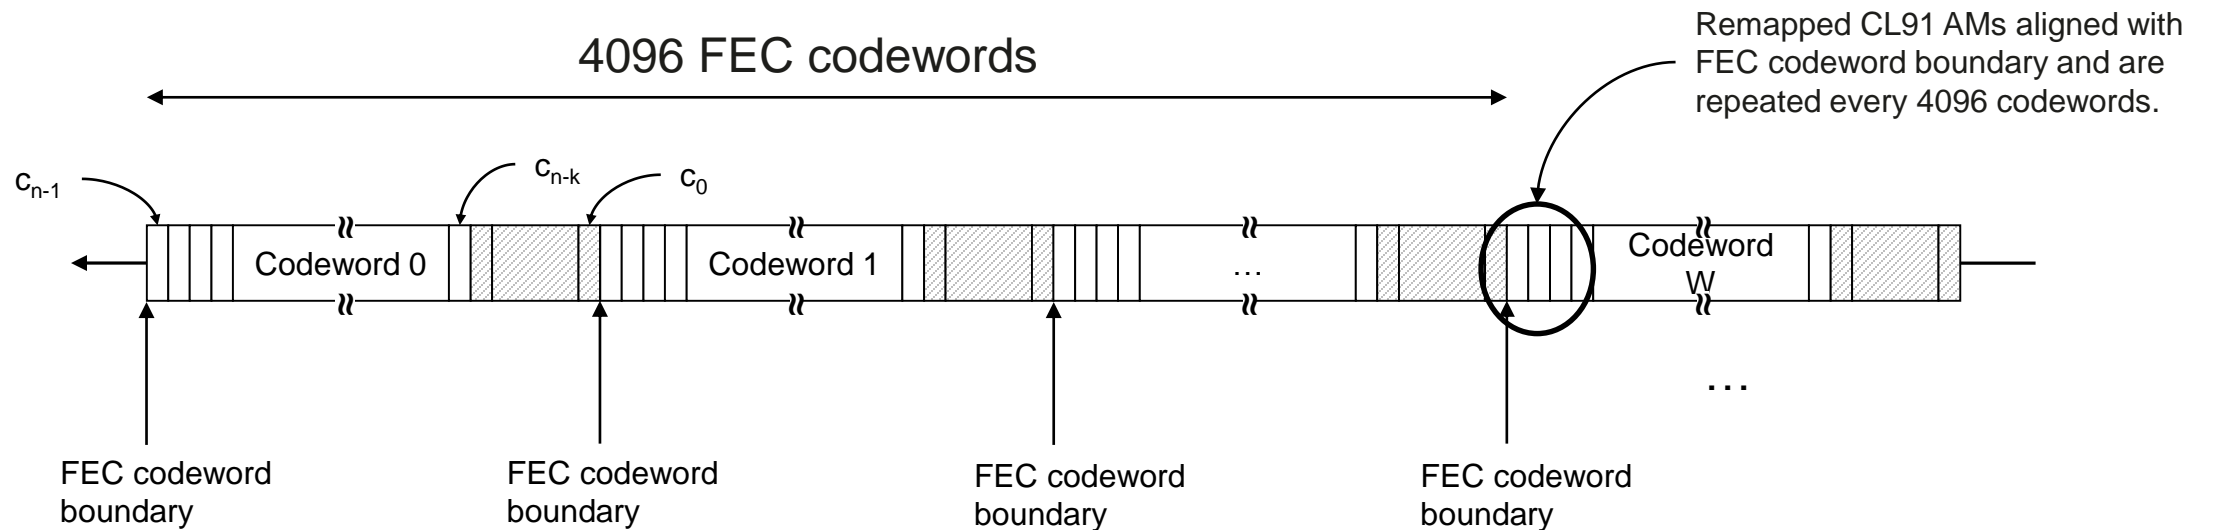 Remapped CL91 AMs aligned with
FEC codeword boundary and are
repeated every 4096 codewords.
4096 FEC codewords
cn-1
cn-k
c0
Codeword 0
Codeword 1
...
Codeword
W
...
FEC codeword
boundary
FEC codeword
boundary
FEC codeword
boundary
FEC codeword
boundary